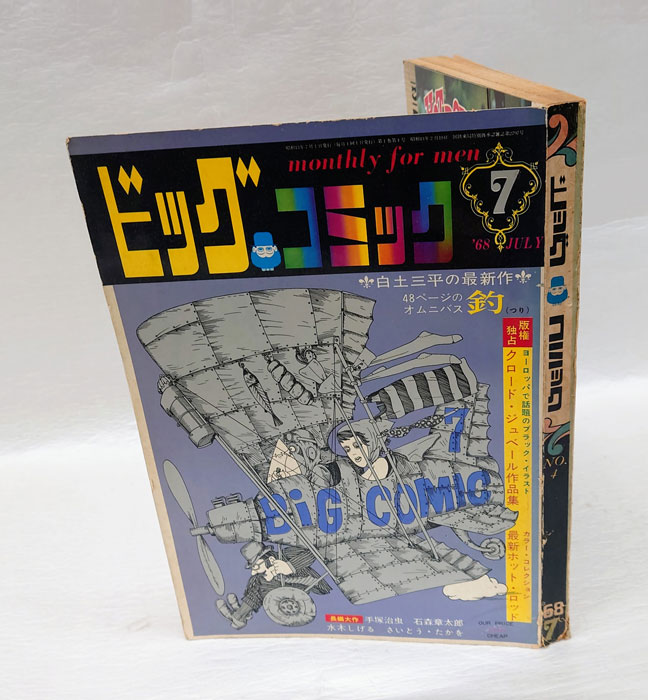 monthly for men
ビッグコミック
7
'68 JULY
白土三平の最新作
48ページの
オムニバス 釣(つり)
版権
独占
ヨーロッパで話題のブラック・イラスト
クロード・ジュベール作品集
カラー・コレクション
最新ホット・ロッド
7
BiG COMIC
長編大作 手塚治虫 石森章太郎
水木しげる さいとう・たかを
OUR PRICE
CHEAP
ビッグコミック
NO.
4
'68
7